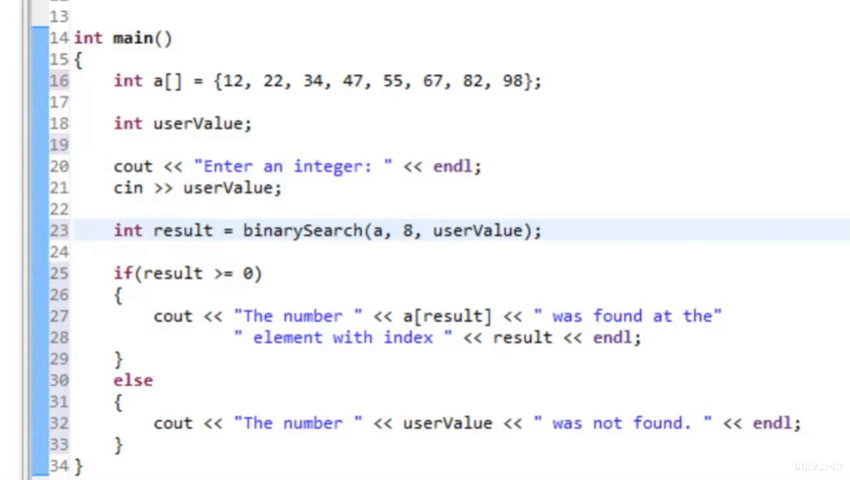 13
14 int main()
15 {
16 int a[] = {12, 22, 34, 47, 55, 67, 82, 98};
17
18 int userValue;
19
20 cout << "Enter an integer: " << endl;
21 cin >> userValue;
22
23 int result = binarySearch(a, 8, userValue);
24
25 if(result >= 0)
26 {
27 cout << "The number " << a[result] << " was found at the"
28 " element with index " << result << endl;
29 }
30 else
31 {
32 cout << "The number " << userValue << " was not found. " << endl;
33 }
34 }